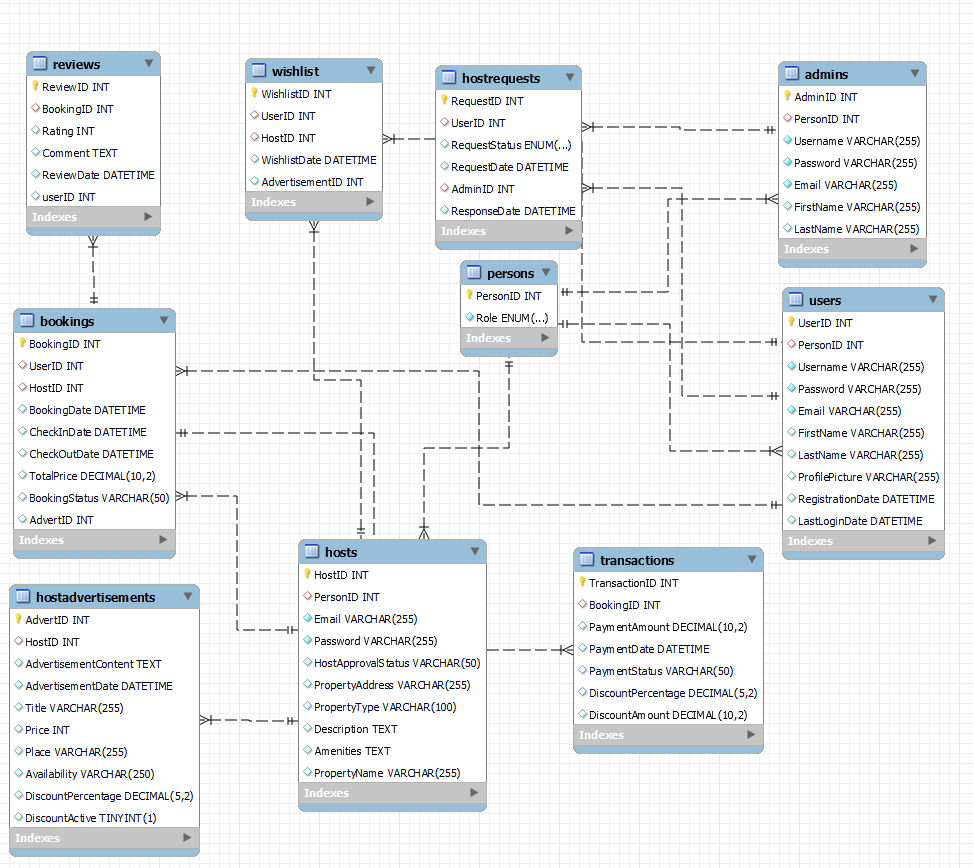 reviews
ReviewID INT
BookingID INT
Rating INT
Comment TEXT
ReviewDate DATETIME
userID INT
Indexes
wishlist
WishlistID INT
UserID INT
HostID INT
WishlistDate DATETIME
AdvertisementID INT
Indexes
hostrequests
RequestID INT
UserID INT
RequestStatus ENUM(...)
RequestDate DATETIME
AdminID INT
ResponseDate DATETIME
Indexes
admins
AdminID INT
PersonID INT
Username VARCHAR(255)
Password VARCHAR(255)
Email VARCHAR(255)
FirstName VARCHAR(255)
LastName VARCHAR(255)
Indexes
persons
PersonID INT
Role ENUM(...)
Indexes
users
UserID INT
PersonID INT
Username VARCHAR(255)
Password VARCHAR(255)
Email VARCHAR(255)
FirstName VARCHAR(255)
LastName VARCHAR(255)
ProfilePicture VARCHAR(255)
RegistrationDate DATETIME
LastLoginDate DATETIME
Indexes
bookings
BookingID INT
UserID INT
HostID INT
BookingDate DATETIME
CheckInDate DATETIME
CheckOutDate DATETIME
TotalPrice DECIMAL(10,2)
BookingStatus VARCHAR(50)
AdvertID INT
Indexes
hosts
HostID INT
PersonID INT
Email VARCHAR(255)
Password VARCHAR(255)
HostApprovalStatus VARCHAR(50)
PropertyAddress VARCHAR(255)
PropertyType VARCHAR(100)
Description TEXT
Amenities TEXT
PropertyName VARCHAR(255)
Indexes
transactions
TransactionID INT
BookingID INT
PaymentAmount DECIMAL(10,2)
PaymentDate DATETIME
PaymentStatus VARCHAR(50)
DiscountPercentage DECIMAL(5,2)
DiscountAmount DECIMAL(10,2)
Indexes
hostadvertisements
AdvertID INT
HostID INT
AdvertisementContent TEXT
AdvertisementDate DATETIME
Title VARCHAR(255)
Price INT
Place VARCHAR(255)
Availability VARCHAR(250)
DiscountPercentage DECIMAL(5,2)
DiscountActive TINYINT(1)
Indexes